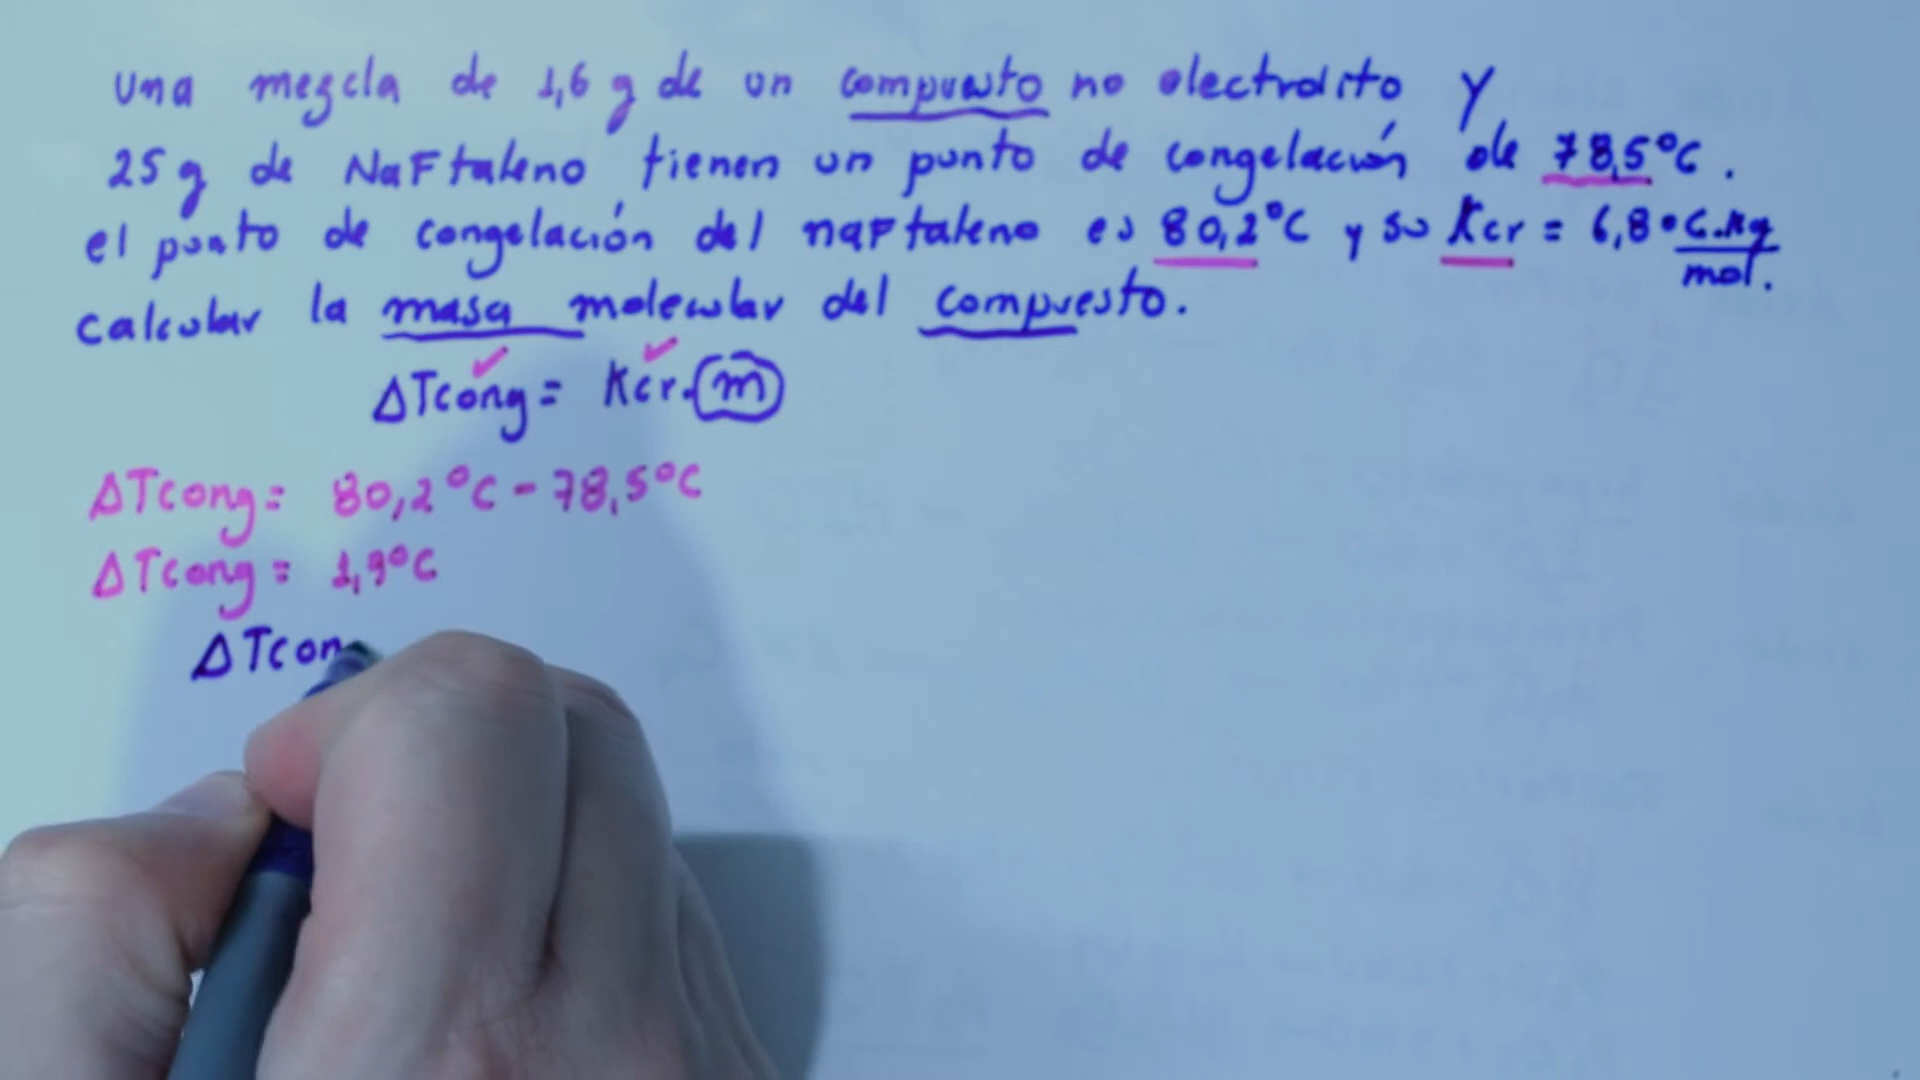 una mezcla de 1,6 g de un compuesto no electrolito y
25 g de NaFtaleno tienen un punto de congelación de 78,5°C.
el punto de congelación del naftaleno es 80,2°C y su Kcr = 6,8 °C.Kg/mol.
calcular la masa molecular del compuesto.
ΔTcong = Kcr.m
ΔTcong = 80,2°C - 78,5°C
ΔTcong = 1,9°C
ΔTcon